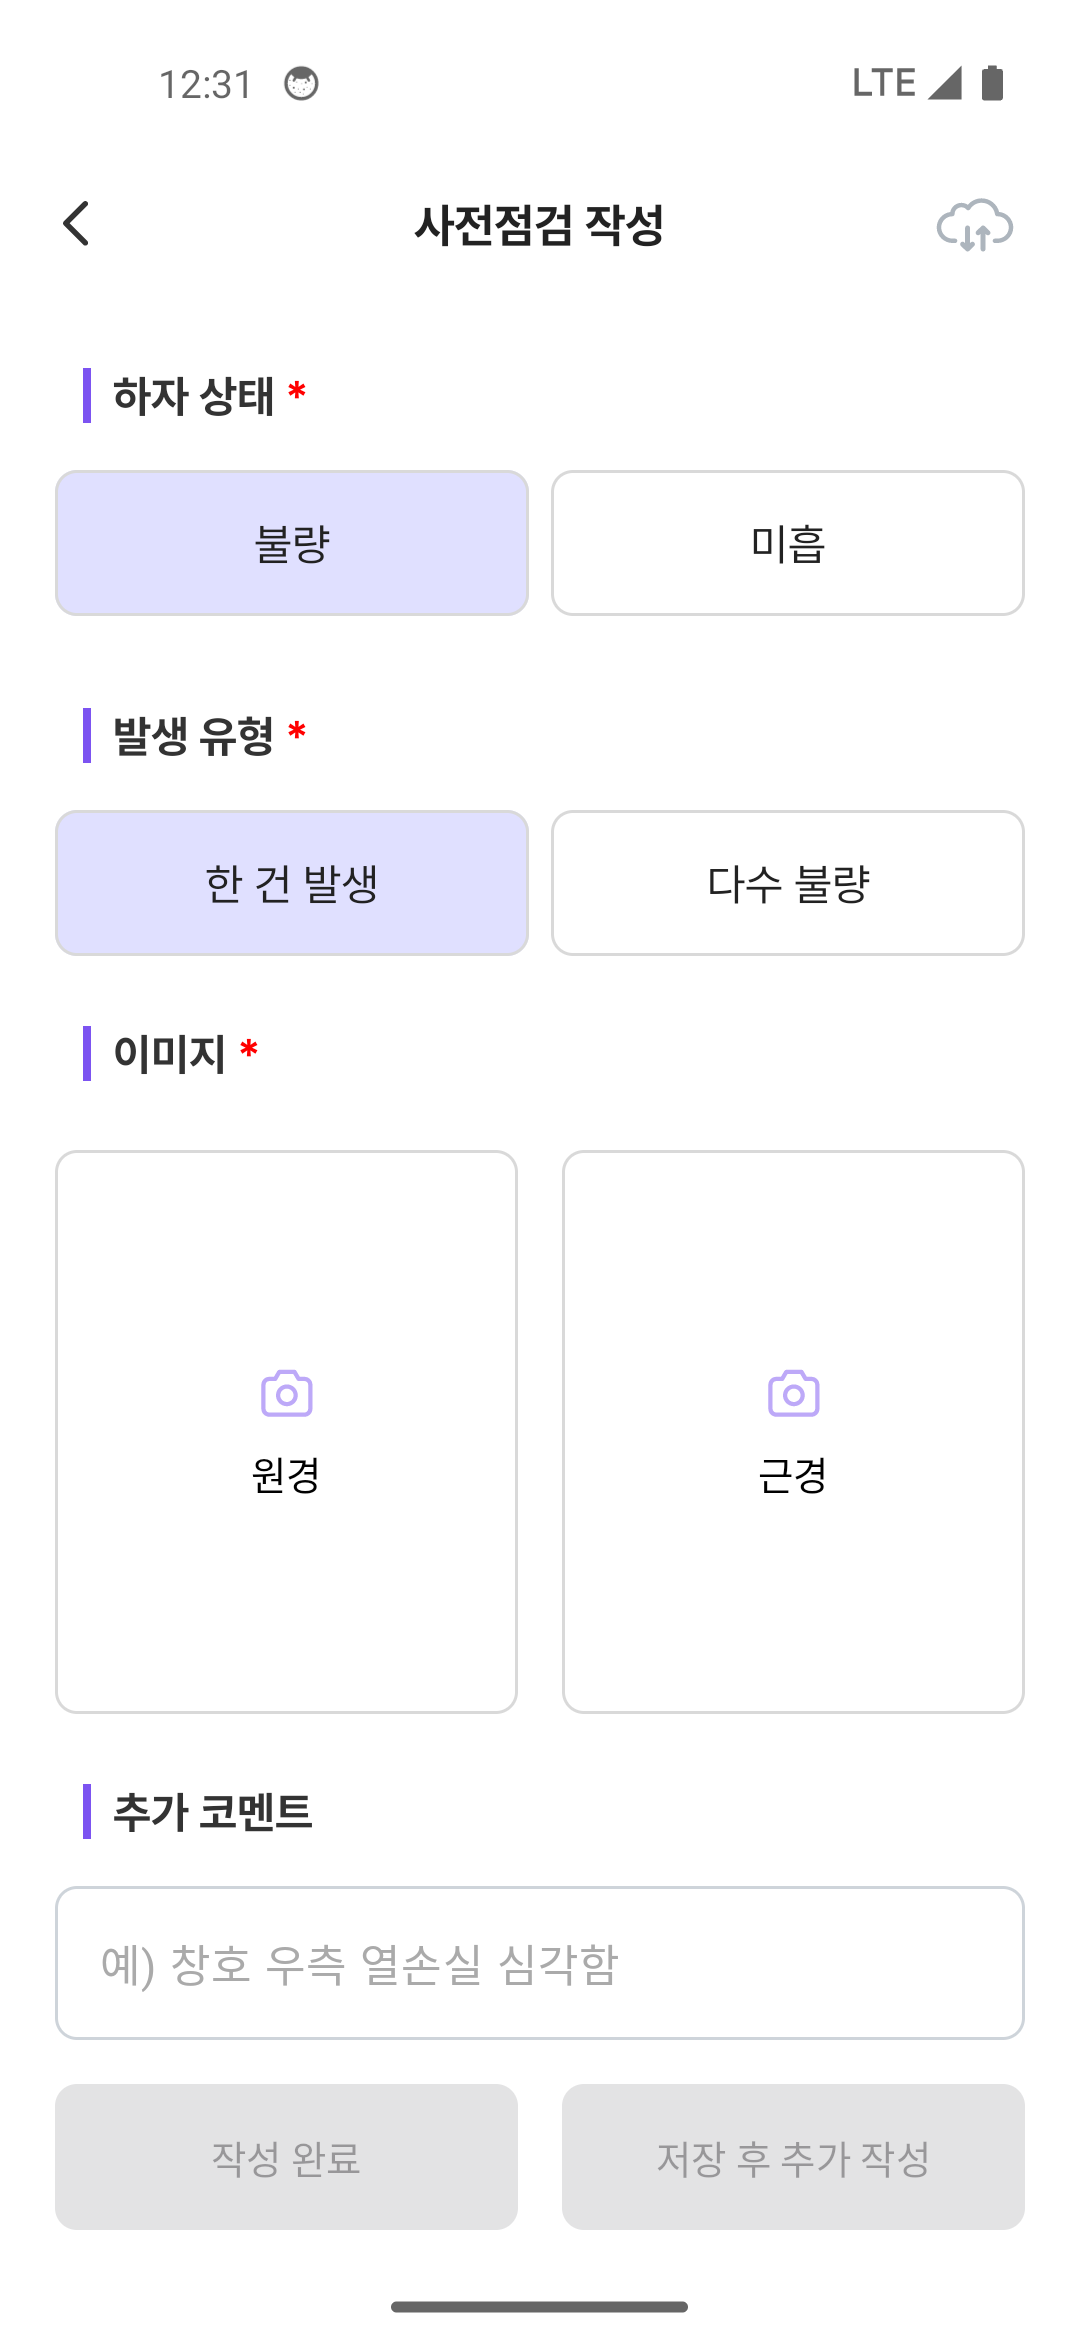 12:31 LTE
사전점검 작성
하자 상태 *
불량 미흡
발생 유형 *
한 건 발생 다수 불량
이미지 *
원경 근경
추가 코멘트
예) 창호 우측 열손실 심각함
작성 완료 저장 후 추가 작성